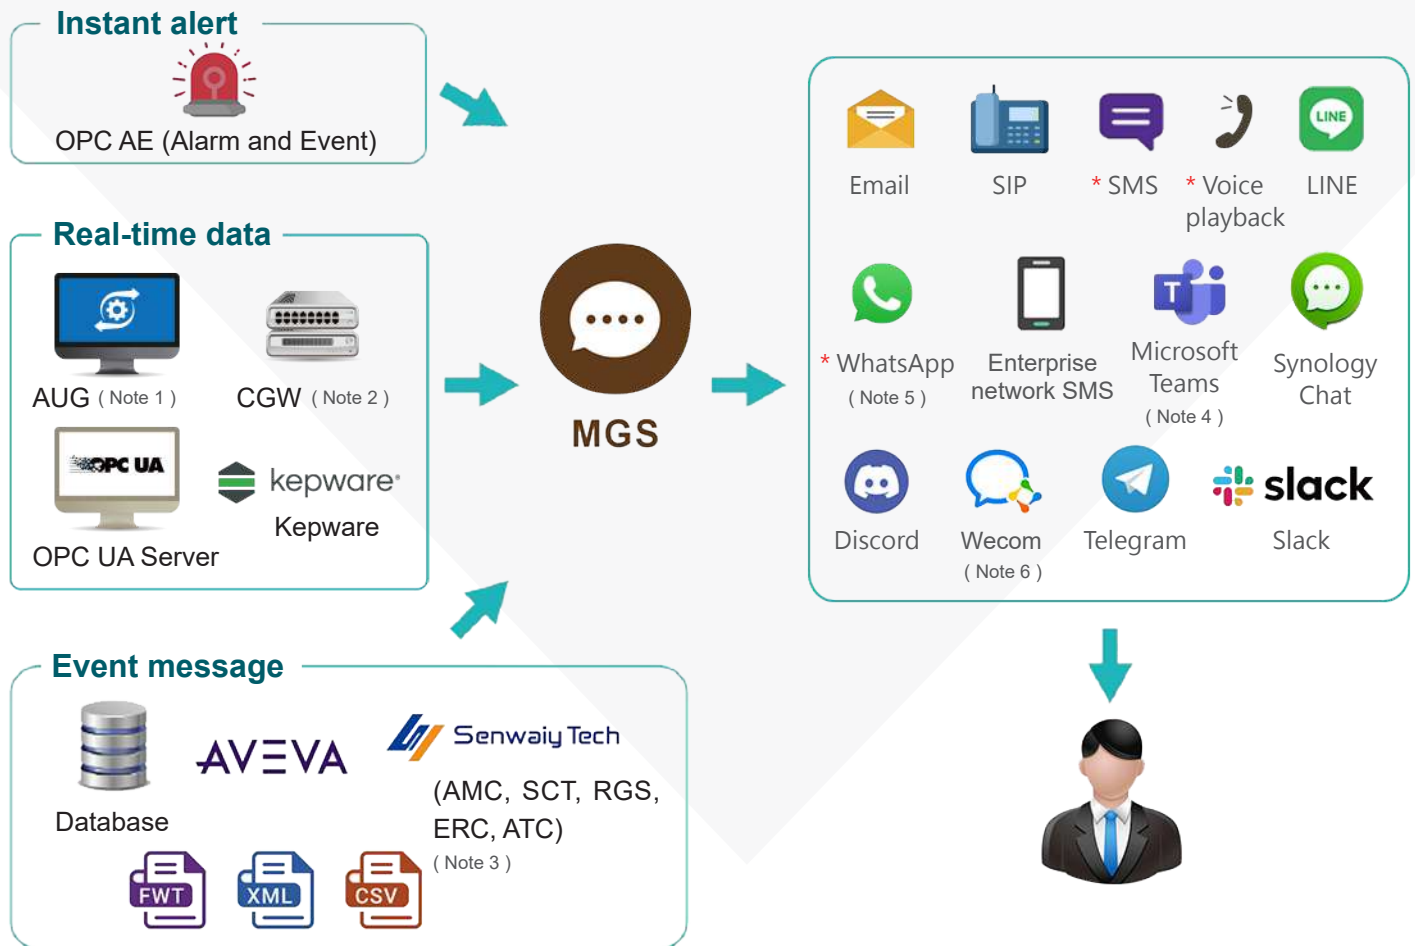 Instant alert
OPC AE (Alarm and Event)
Real-time data
AUG ( Note 1 )
CGW ( Note 2 )
OPC UA
OPC UA Server
kepware®
Kepware
Event message
Database
AVEVA
Senwaiy Tech
(AMC, SCT, RGS,
ERC, ATC)
( Note 3 )
FWT
XML
CSV
MGS
LINE
Email
SIP
* SMS
* Voice
playback
LINE
T
* WhatsApp
( Note 5 )
Enterprise
network SMS
Microsoft
Teams
( Note 4 )
Synology
Chat
slack
Discord
Wecom
( Note 6 )
Telegram
Slack